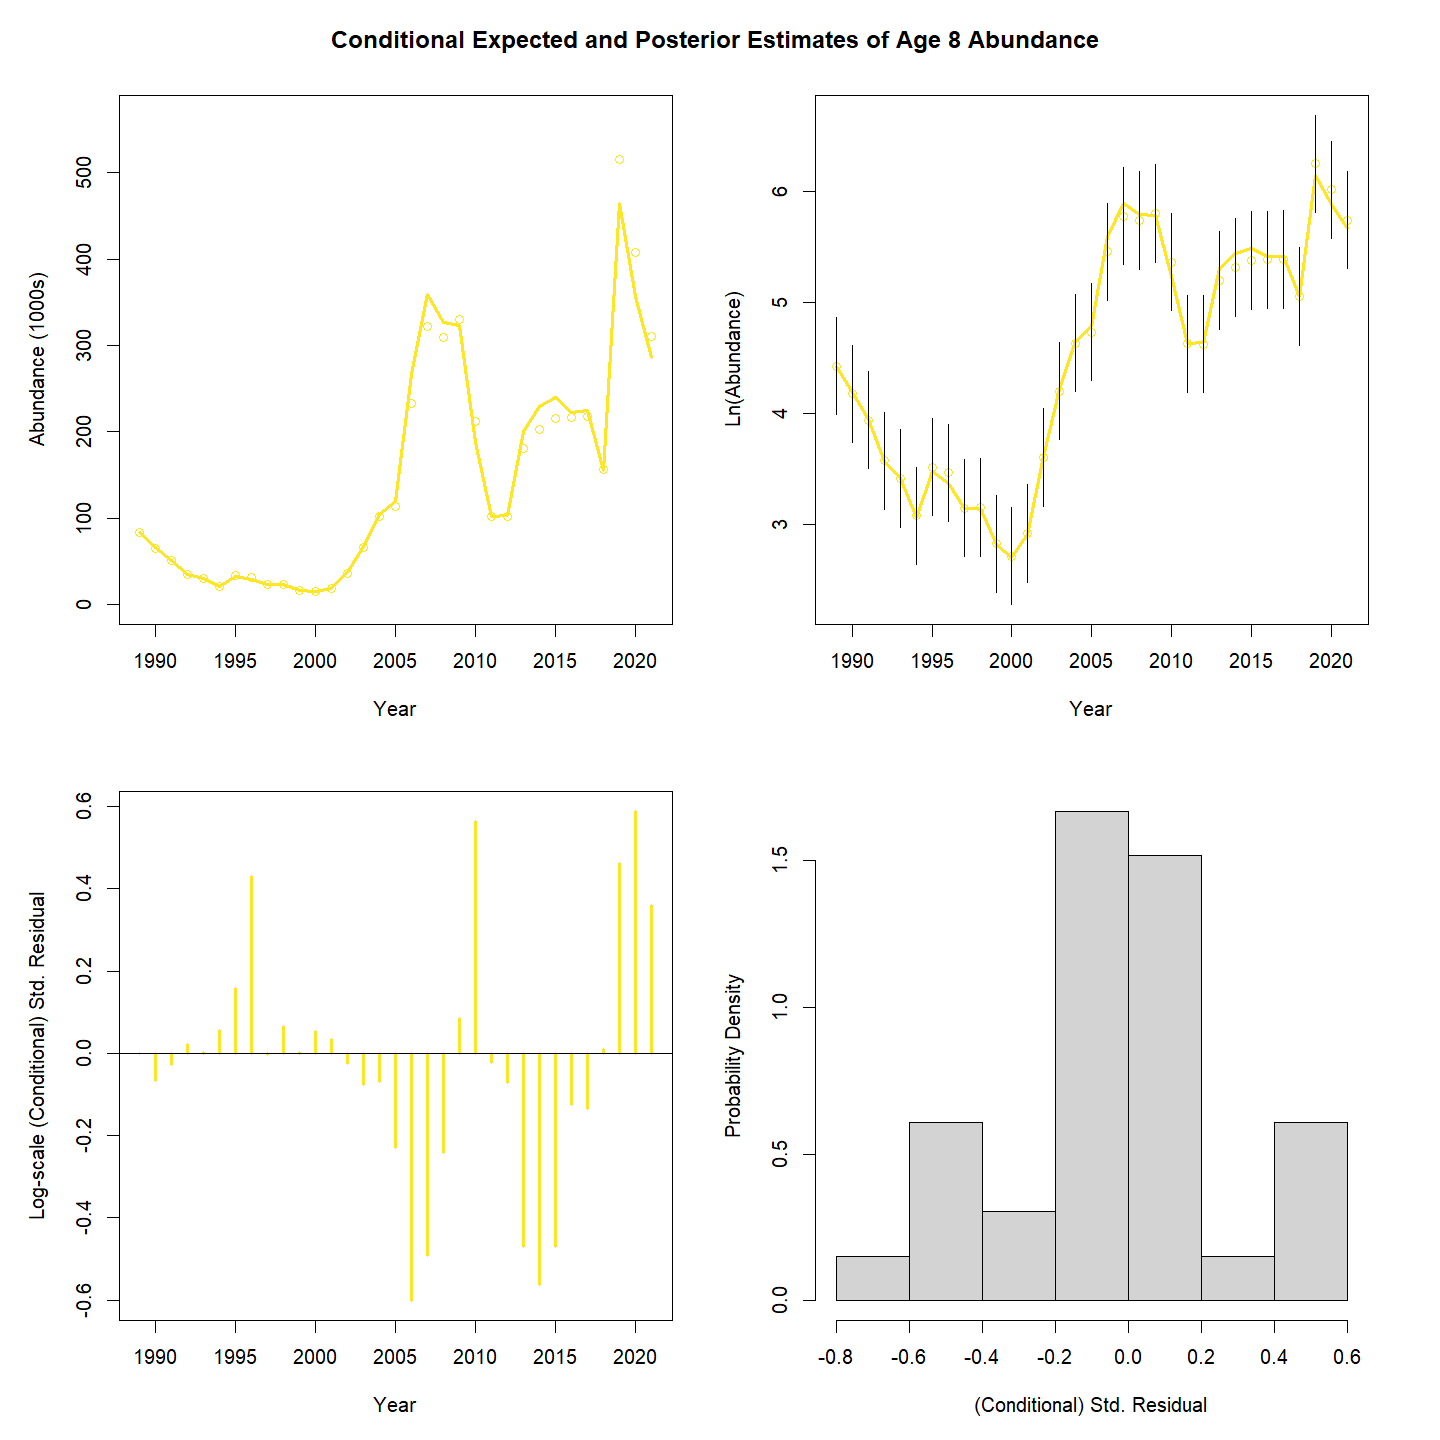 Conditional Expected and Posterior Estimates of Age 8 Abundance
Abundance (1000s)
500
400
300
200
100
0
1990 1995 2000 2005 2010 2015 2020
Year
Ln(Abundance)
6
5
4
3
1990 1995 2000 2005 2010 2015 2020
Year
Log-scale (Conditional) Std. Residual
0.6
0.4
0.2
0.0
-0.2
-0.4
-0.6
1990 1995 2000 2005 2010 2015 2020
Year
Probability Density
1.5
1.0
0.5
0.0
-0.8 -0.6 -0.4 -0.2 0.0 0.2 0.4 0.6
(Conditional) Std. Residual